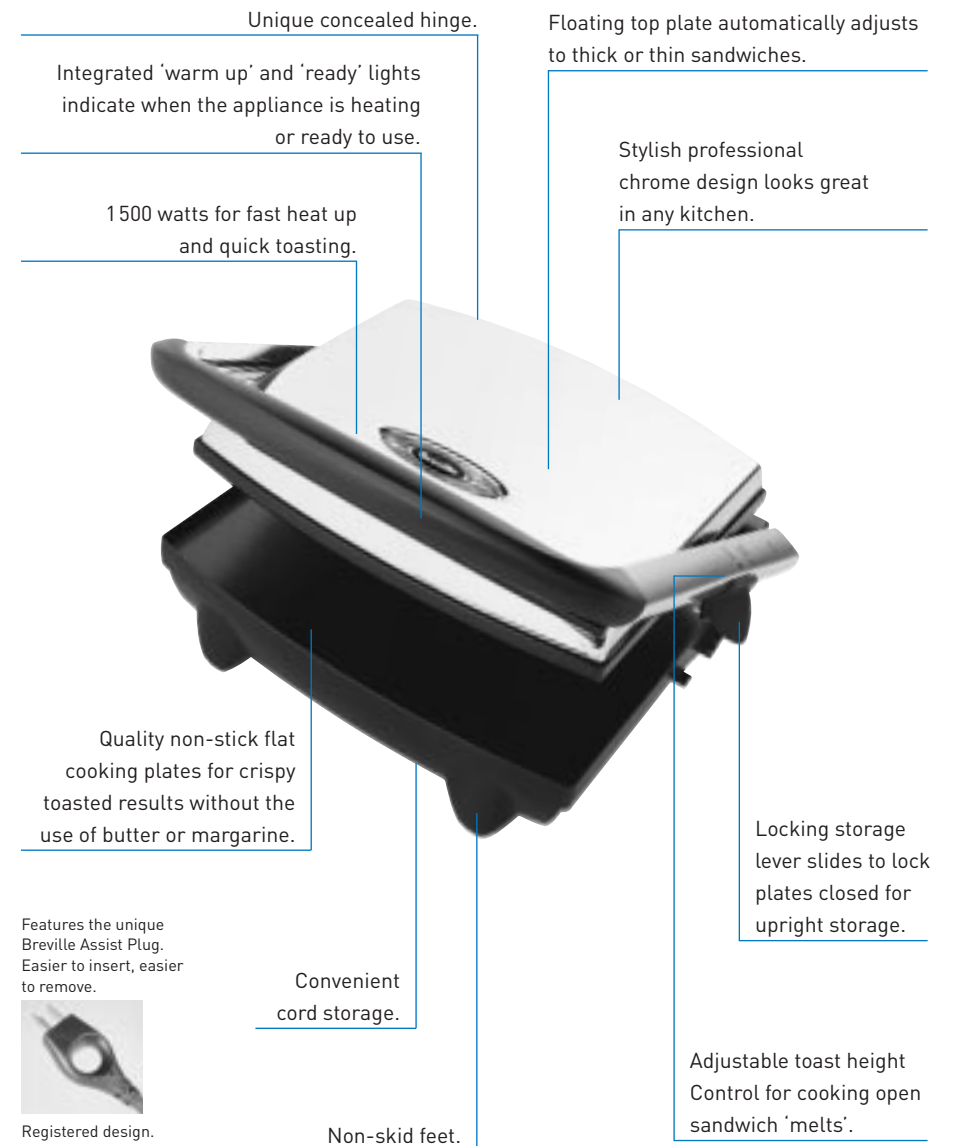 Unique concealed hinge.
Floating top plate automatically adjusts
to thick or thin sandwiches.
Integrated ‘warm up’ and ‘ready’ lights
indicate when the appliance is heating
or ready to use.
Stylish professional
chrome design looks great
in any kitchen.
1500 watts for fast heat up
and quick toasting.
Quality non-stick flat
cooking plates for crispy
toasted results without the
use of butter or margarine.
Locking storage
lever slides to lock
plates closed for
upright storage.
Features the unique
Breville Assist Plug.
Easier to insert, easier
to remove.
Registered design.
Convenient
cord storage.
Adjustable toast height
Control for cooking open
sandwich ‘melts’.
Non-skid feet.